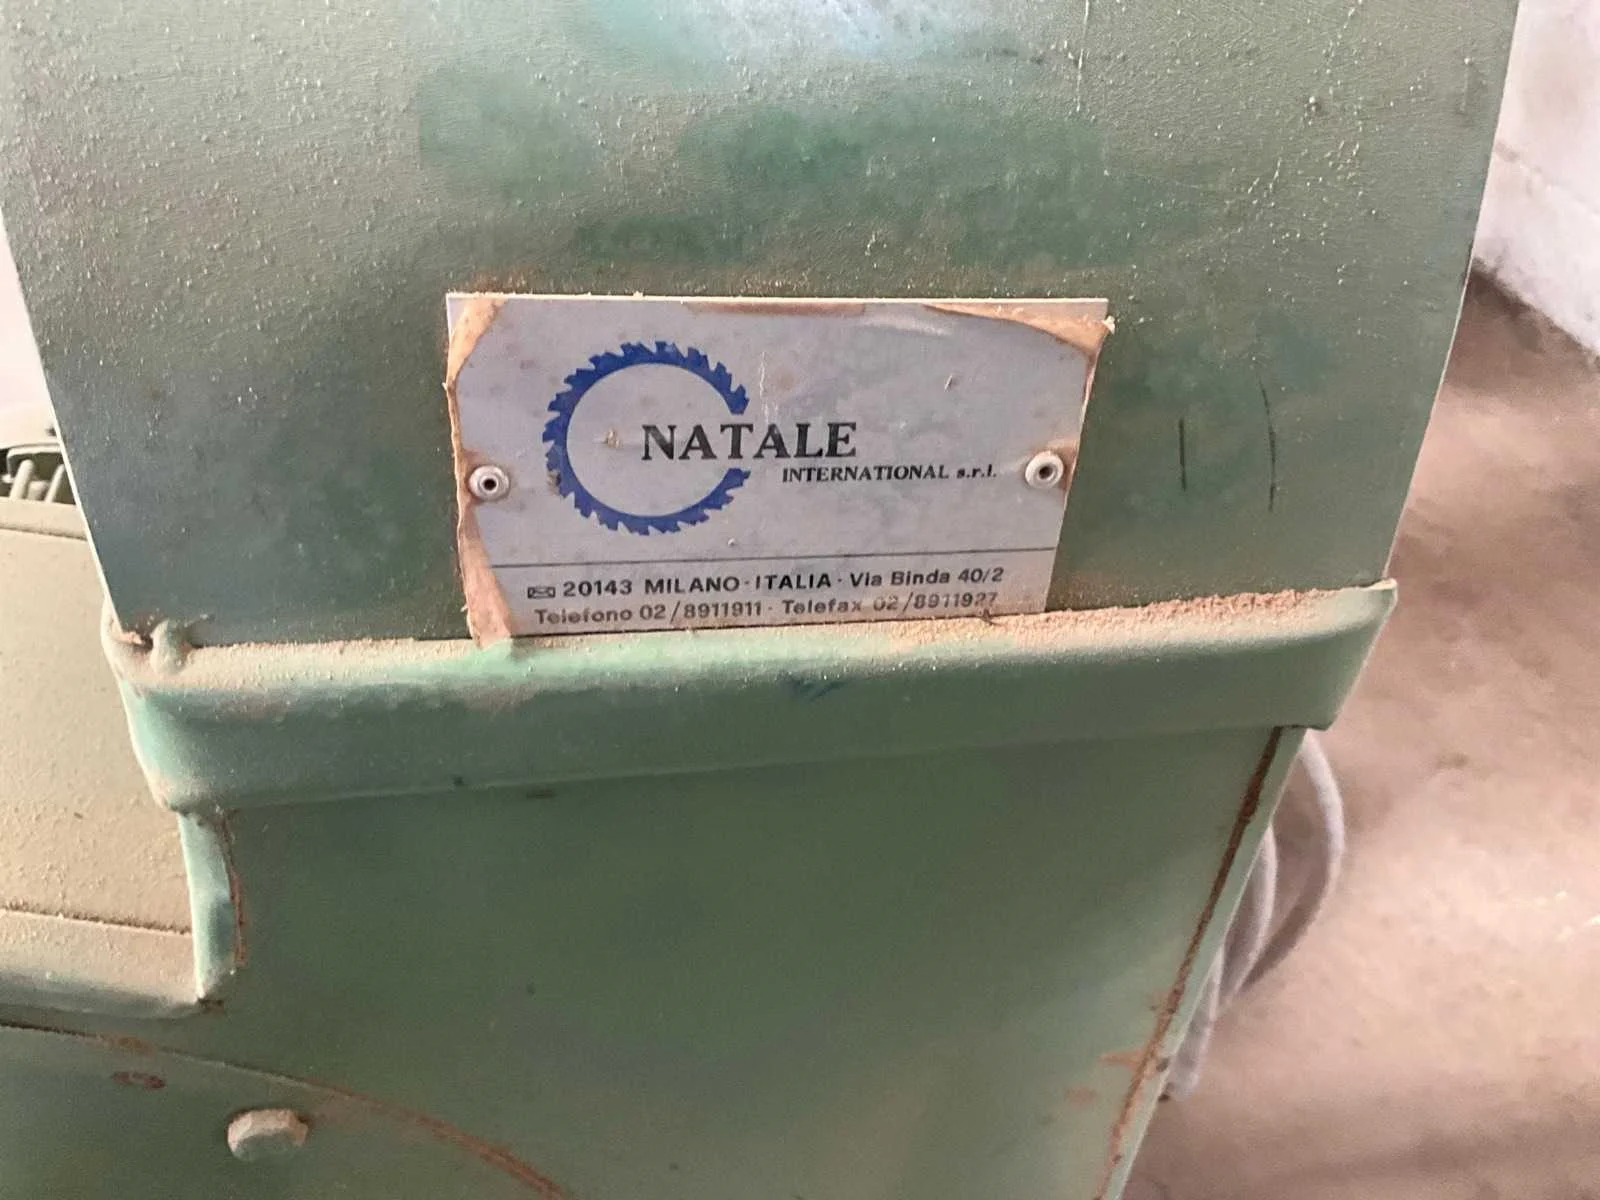 NATALE
INTERNATIONAL s.r.l.
20143 MILANO · ITALIA · Via Binda 40/2
Telefono 02/8911911 · Telefax 02/8911927